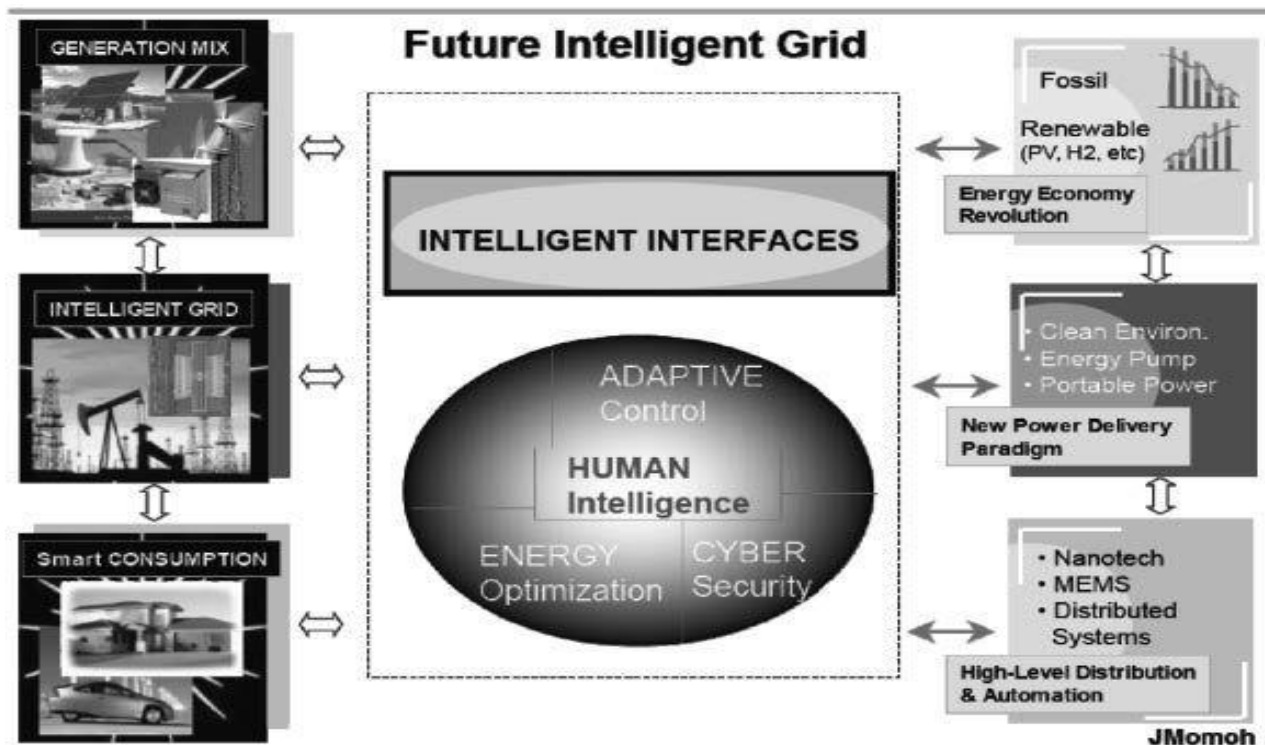 Future Intelligent Grid
GENERATION MIX
INTELLIGENT GRID
Smart CONSUMPTION
INTELLIGENT INTERFACES
ADAPTIVE
Control
HUMAN
Intelligence
ENERGY
Optimization
CYBER
Security
Fossil
Renewable
(PV, H2, etc)
Energy Economy
Revolution
• Clean Environ.
• Energy Pump
• Portable Power
New Power Delivery
Paradigm
• Nanotech
• MEMS
• Distributed
Systems
High-Level Distribution
& Automation
JMomoh